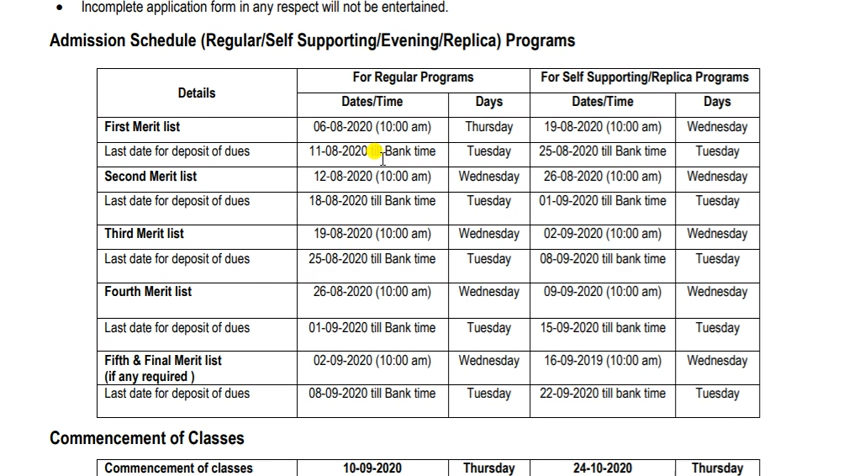 • Incomplete application form in any respect will not be entertained.
Admission Schedule (Regular/Self Supporting/Evening/Replica) Programs
Details For Regular Programs For Self Supporting/Replica Programs
Dates/Time Days Dates/Time Days
First Merit list 06-08-2020 (10:00 am) Thursday 19-08-2020 (10:00 am) Wednesday
Last date for deposit of dues 11-08-2020 Bank time Tuesday 25-08-2020 till Bank time Tuesday
Second Merit list 12-08-2020 (10:00 am) Wednesday 26-08-2020 (10:00 am) Wednesday
Last date for deposit of dues 18-08-2020 till Bank time Tuesday 01-09-2020 till Bank time Tuesday
Third Merit list 19-08-2020 (10:00 am) Wednesday 02-09-2020 (10:00 am) Wednesday
Last date for deposit of dues 25-08-2020 till Bank time Tuesday 08-09-2020 till bank time Tuesday
Fourth Merit list 26-08-2020 (10:00 am) Wednesday 09-09-2020 (10:00 am) Wednesday
Last date for deposit of dues 01-09-2020 till Bank time Tuesday 15-09-2020 till bank time Tuesday
Fifth & Final Merit list 02-09-2020 (10:00 am) Wednesday 16-09-2019 (10:00 am) Wednesday
(if any required )
Last date for deposit of dues 08-09-2020 till Bank time Tuesday 22-09-2020 till bank time Tuesday
Commencement of Classes
Commencement of classes 10-09-2020 Thursday 24-10-2020 Thursday